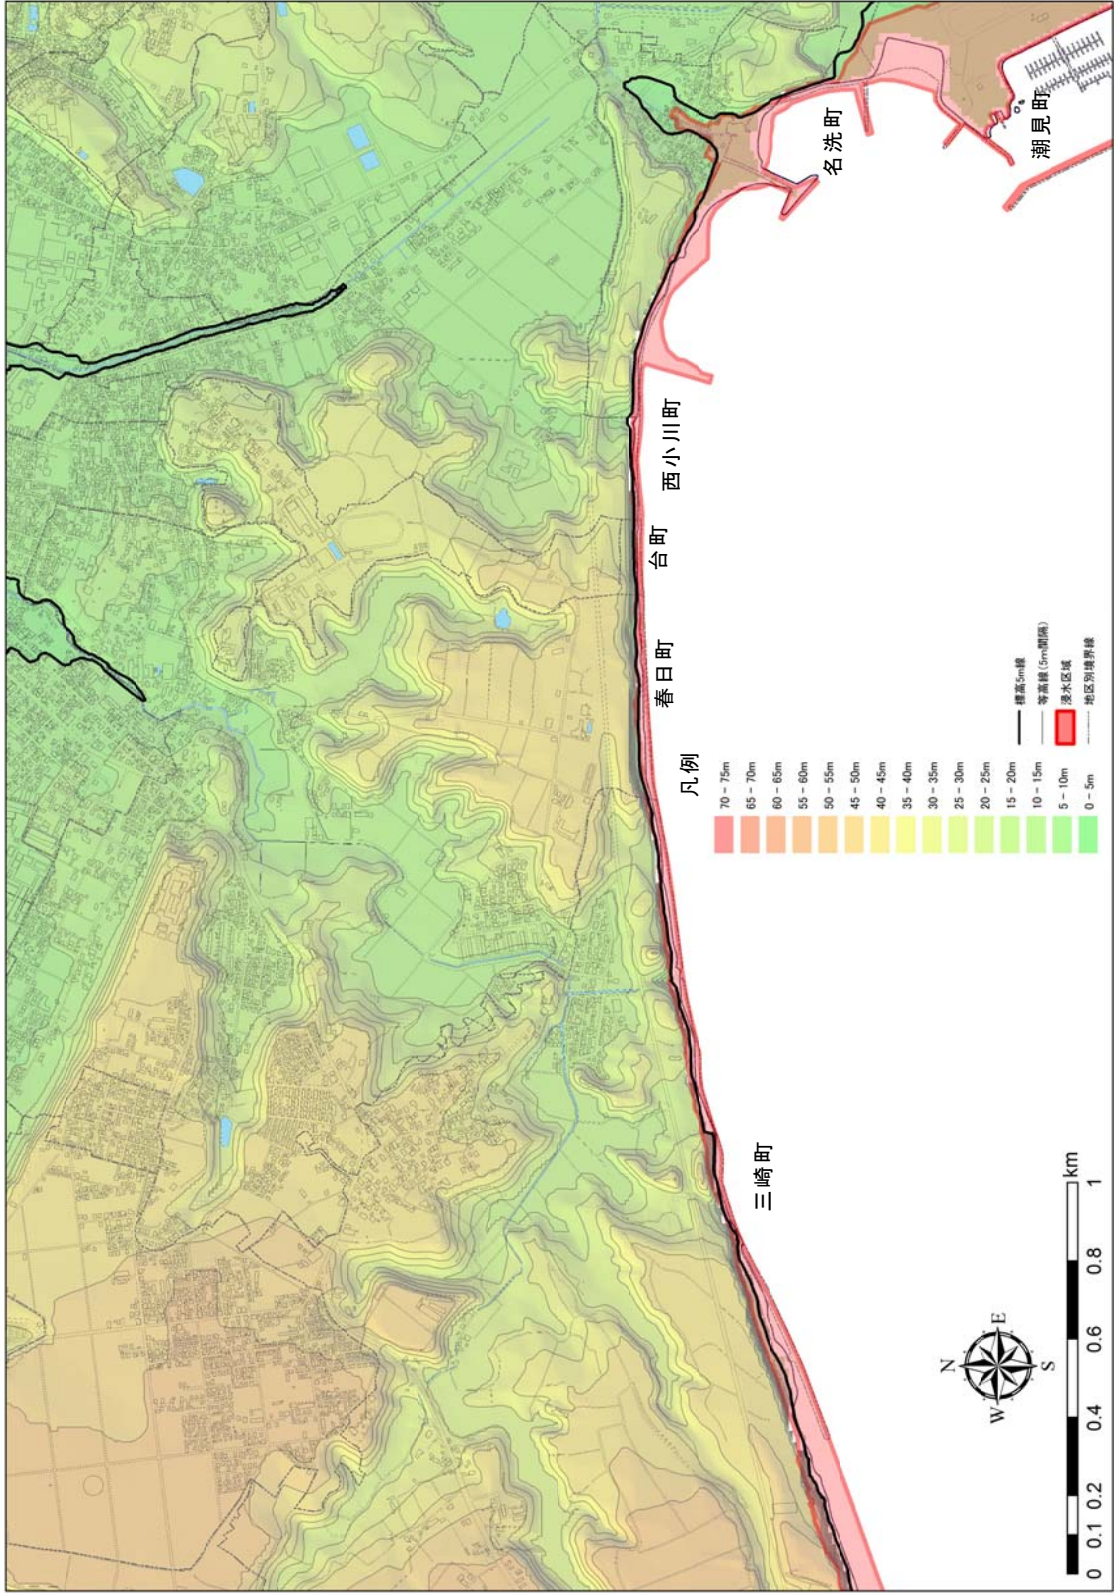 名洗町
潮見町
西小川町
台町
春日町
三崎町
凡例
70 - 75m
65 - 70m
60 - 65m
55 - 60m
50 - 55m
45 - 50m
40 - 45m
35 - 40m
30 - 35m
25 - 30m
20 - 25m
15 - 20m
10 - 15m
5 - 10m
0 - 5m
標高5m線
等高線(5m間隔)
浸水区域
地区別境界線
N
W
E
S
0 0.1 0.2 0.4 0.6 0.8 1
km